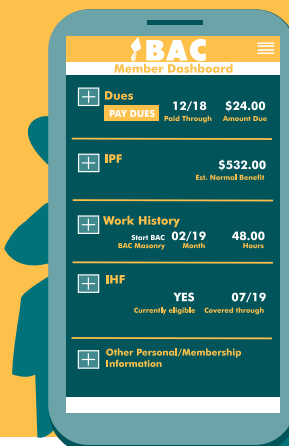 BAC
Member Dashboard
Dues
PAY DUES 12/18 $24.00
Paid Through Amount Due
IPF
$532.00
Est. Normal Benefit
Work History
Start BAC 02/19 48.00
BAC Masonry Month Hours
IHF
YES 07/19
Currently eligible Covered through
Other Personal/Membership
Information